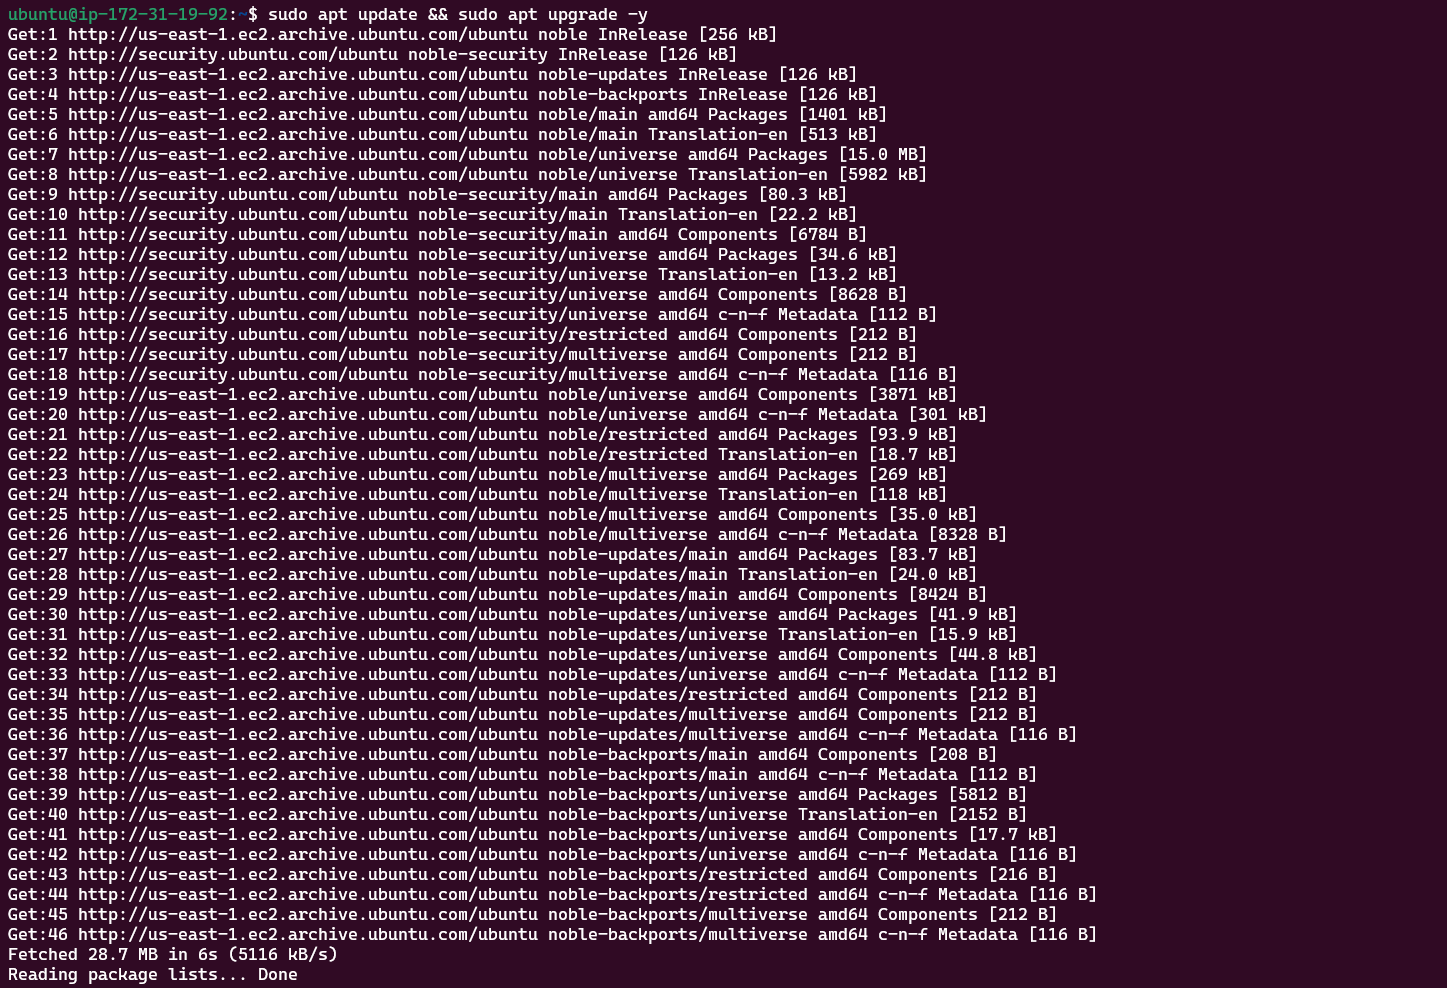 ubuntu@ip-172-31-19-92:~$ sudo apt update && sudo apt upgrade -y
Get:1 http://us-east-1.ec2.archive.ubuntu.com/ubuntu noble InRelease [256 kB]
Get:2 http://security.ubuntu.com/ubuntu noble-security InRelease [126 kB]
Get:3 http://us-east-1.ec2.archive.ubuntu.com/ubuntu noble-updates InRelease [126 kB]
Get:4 http://us-east-1.ec2.archive.ubuntu.com/ubuntu noble-backports InRelease [126 kB]
Get:5 http://us-east-1.ec2.archive.ubuntu.com/ubuntu noble/main amd64 Packages [1401 kB]
Get:6 http://us-east-1.ec2.archive.ubuntu.com/ubuntu noble/main Translation-en [513 kB]
Get:7 http://us-east-1.ec2.archive.ubuntu.com/ubuntu noble/universe amd64 Packages [15.0 MB]
Get:8 http://us-east-1.ec2.archive.ubuntu.com/ubuntu noble/universe Translation-en [5982 kB]
Get:9 http://security.ubuntu.com/ubuntu noble-security/main amd64 Packages [80.3 kB]
Get:10 http://security.ubuntu.com/ubuntu noble-security/main Translation-en [22.2 kB]
Get:11 http://security.ubuntu.com/ubuntu noble-security/main amd64 Components [6784 B]
Get:12 http://security.ubuntu.com/ubuntu noble-security/universe amd64 Packages [34.6 kB]
Get:13 http://security.ubuntu.com/ubuntu noble-security/universe Translation-en [13.2 kB]
Get:14 http://security.ubuntu.com/ubuntu noble-security/universe amd64 Components [8628 B]
Get:15 http://security.ubuntu.com/ubuntu noble-security/universe amd64 c-n-f Metadata [112 B]
Get:16 http://security.ubuntu.com/ubuntu noble-security/restricted amd64 Components [212 B]
Get:17 http://security.ubuntu.com/ubuntu noble-security/multiverse amd64 Components [212 B]
Get:18 http://security.ubuntu.com/ubuntu noble-security/multiverse amd64 c-n-f Metadata [116 B]
Get:19 http://us-east-1.ec2.archive.ubuntu.com/ubuntu noble/universe amd64 Components [3871 kB]
Get:20 http://us-east-1.ec2.archive.ubuntu.com/ubuntu noble/universe amd64 c-n-f Metadata [301 kB]
Get:21 http://us-east-1.ec2.archive.ubuntu.com/ubuntu noble/restricted amd64 Packages [93.9 kB]
Get:22 http://us-east-1.ec2.archive.ubuntu.com/ubuntu noble/restricted Translation-en [18.7 kB]
Get:23 http://us-east-1.ec2.archive.ubuntu.com/ubuntu noble/multiverse amd64 Packages [269 kB]
Get:24 http://us-east-1.ec2.archive.ubuntu.com/ubuntu noble/multiverse Translation-en [118 kB]
Get:25 http://us-east-1.ec2.archive.ubuntu.com/ubuntu noble/multiverse amd64 Components [35.0 kB]
Get:26 http://us-east-1.ec2.archive.ubuntu.com/ubuntu noble/multiverse amd64 c-n-f Metadata [8328 B]
Get:27 http://us-east-1.ec2.archive.ubuntu.com/ubuntu noble-updates/main amd64 Packages [83.7 kB]
Get:28 http://us-east-1.ec2.archive.ubuntu.com/ubuntu noble-updates/main Translation-en [24.0 kB]
Get:29 http://us-east-1.ec2.archive.ubuntu.com/ubuntu noble-updates/main amd64 Components [8424 B]
Get:30 http://us-east-1.ec2.archive.ubuntu.com/ubuntu noble-updates/universe amd64 Packages [41.9 kB]
Get:31 http://us-east-1.ec2.archive.ubuntu.com/ubuntu noble-updates/universe Translation-en [15.9 kB]
Get:32 http://us-east-1.ec2.archive.ubuntu.com/ubuntu noble-updates/universe amd64 Components [44.8 kB]
Get:33 http://us-east-1.ec2.archive.ubuntu.com/ubuntu noble-updates/universe amd64 c-n-f Metadata [112 B]
Get:34 http://us-east-1.ec2.archive.ubuntu.com/ubuntu noble-updates/restricted amd64 Components [212 B]
Get:35 http://us-east-1.ec2.archive.ubuntu.com/ubuntu noble-updates/multiverse amd64 Components [212 B]
Get:36 http://us-east-1.ec2.archive.ubuntu.com/ubuntu noble-updates/multiverse amd64 c-n-f Metadata [116 B]
Get:37 http://us-east-1.ec2.archive.ubuntu.com/ubuntu noble-backports/main amd64 Components [208 B]
Get:38 http://us-east-1.ec2.archive.ubuntu.com/ubuntu noble-backports/main amd64 c-n-f Metadata [112 B]
Get:39 http://us-east-1.ec2.archive.ubuntu.com/ubuntu noble-backports/universe amd64 Packages [5812 B]
Get:40 http://us-east-1.ec2.archive.ubuntu.com/ubuntu noble-backports/universe Translation-en [2152 B]
Get:41 http://us-east-1.ec2.archive.ubuntu.com/ubuntu noble-backports/universe amd64 Components [17.7 kB]
Get:42 http://us-east-1.ec2.archive.ubuntu.com/ubuntu noble-backports/universe amd64 c-n-f Metadata [116 B]
Get:43 http://us-east-1.ec2.archive.ubuntu.com/ubuntu noble-backports/restricted amd64 Components [216 B]
Get:44 http://us-east-1.ec2.archive.ubuntu.com/ubuntu noble-backports/restricted amd64 c-n-f Metadata [116 B]
Get:45 http://us-east-1.ec2.archive.ubuntu.com/ubuntu noble-backports/multiverse amd64 Components [212 B]
Get:46 http://us-east-1.ec2.archive.ubuntu.com/ubuntu noble-backports/multiverse amd64 c-n-f Metadata [116 B]
Fetched 28.7 MB in 6s (5116 kB/s)
Reading package lists... Done